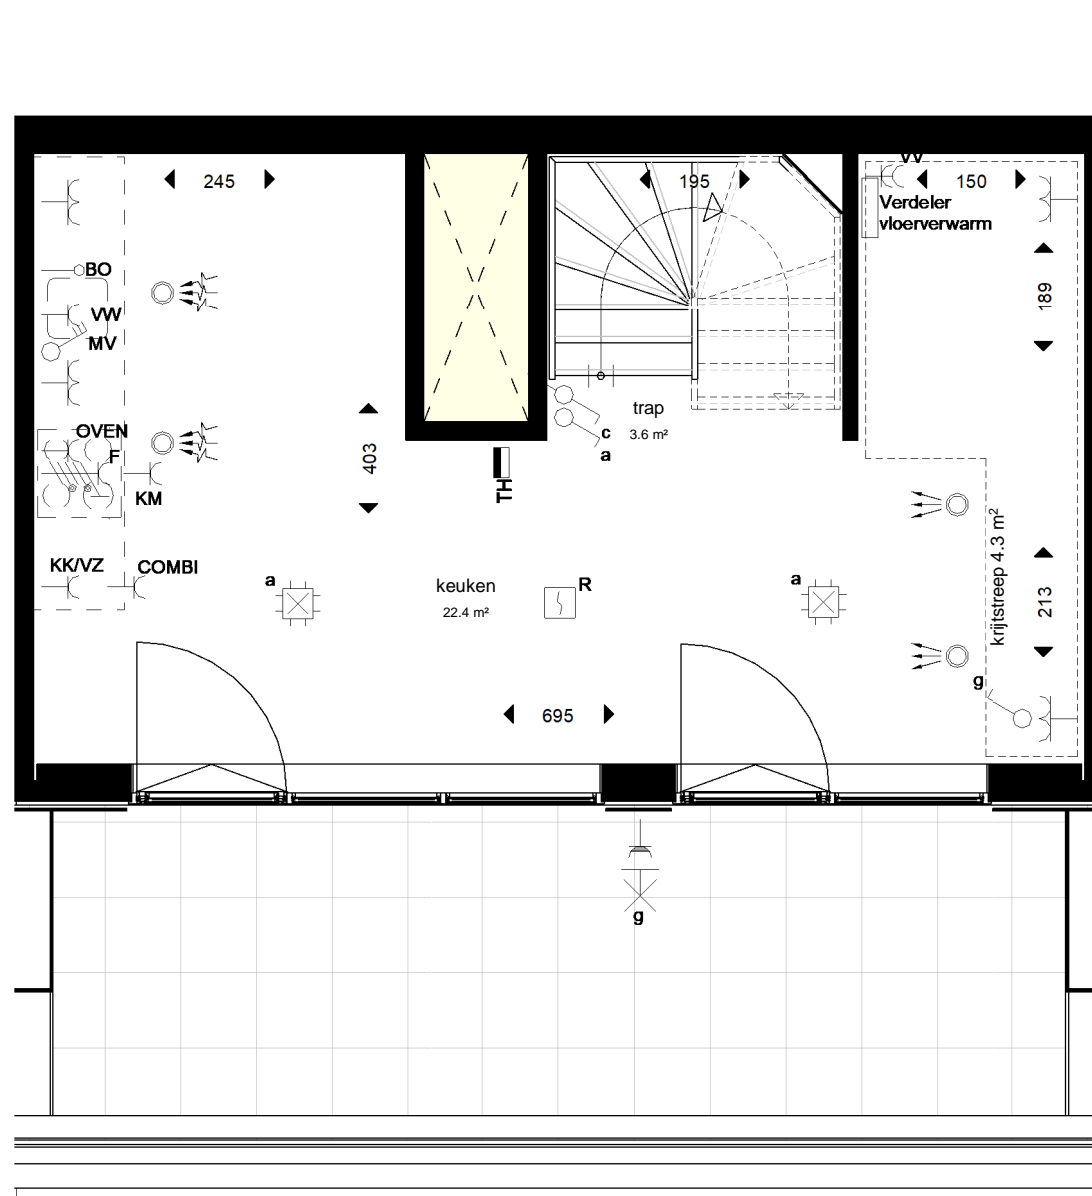 VV
245
195
150
Verdeler
vloerverwarm
BO
189
VW
MV
trap
c
3.6 m²
a
OVEN
F
403
TH
KM
KK/VZ
COMBI
a
keuken
22.4 m²
R
a
krijtstreep 4.3 m²
213
g
695
g